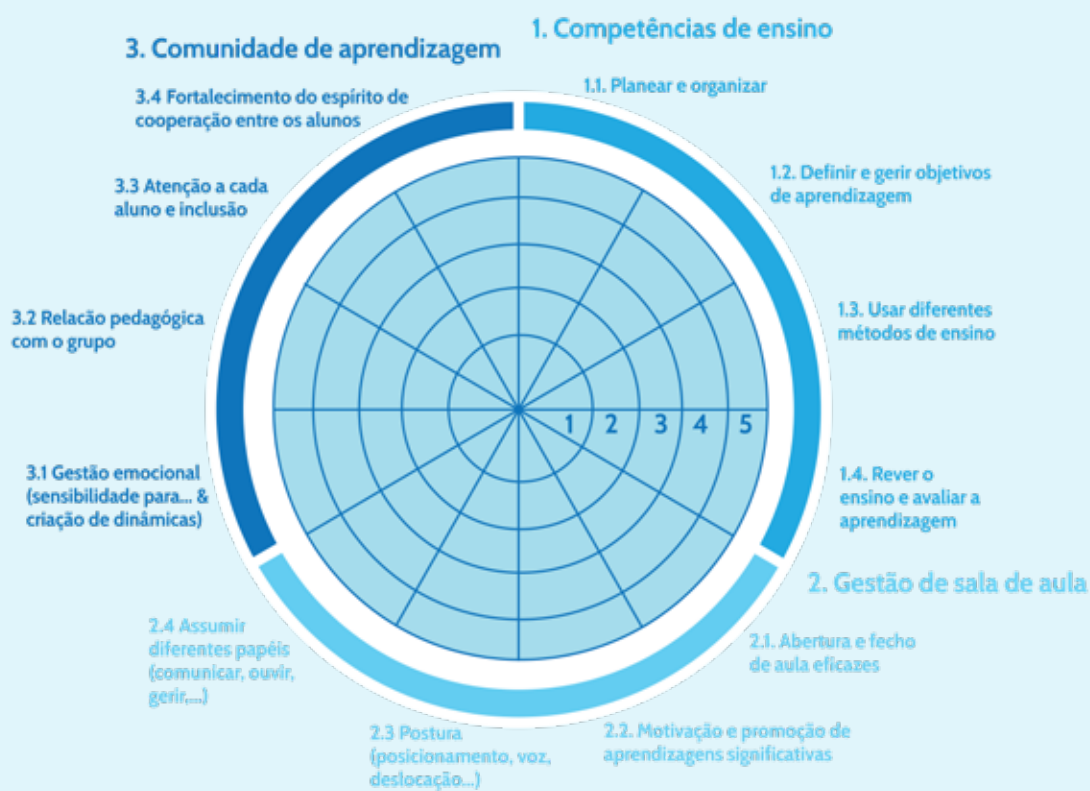 1. Competências de ensino
1.1. Planear e organizar
1.2. Definir e gerir objetivos
de aprendizagem
1.3. Usar diferentes
métodos de ensino
1.4. Rever o
ensino e avaliar a
aprendizagem
2. Gestão de sala de aula
2.1. Abertura e fecho
de aula eficazes
2.2. Motivação e promoção de
aprendizagens significativas
2.3 Postura
(posicionamento, voz,
deslocação...)
2.4 Assumir
diferentes papéis
(comunicar, ouvir,
gerir,...)
3. Comunidade de aprendizagem
3.1 Gestão emocional
(sensibilidade para... &
criação de dinâmicas)
3.2 Relacão pedagógica
com o grupo
3.3 Atenção a cada
aluno e inclusão
3.4 Fortalecimento do espírito de
cooperação entre os alunos
1 2 3 4 5